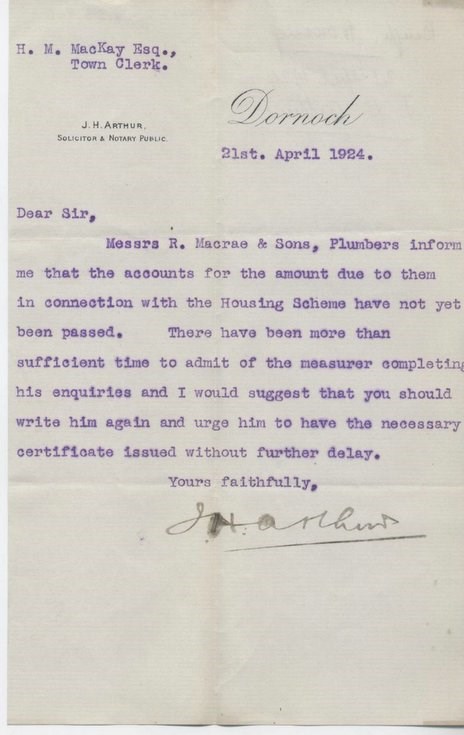 H. M. MacKay Esq.,
Town Clerk.
J. H. ARTHUR,
SOLICITOR & NOTARY PUBLIC.
Dornoch
21st. April 1924.
Dear Sir,
Messrs R. Macrae & Sons, Plumbers inform
me that the accounts for the amount due to them
in connection with the Housing Scheme have not yet
been passed. There have been more than
sufficient time to admit of the measurer completing
his enquiries and I would suggest that you should
write him again and urge him to have the necessary
certificate issued without further delay.
Yours faithfully,
J. H. Arthur